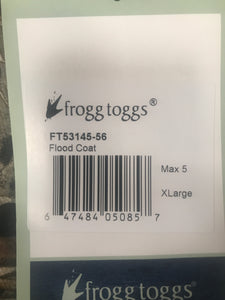 frogg toggs®
FT53145-56
Flood Coat
Max 5
XLarge
6 47484 05085 7
frogg toggs